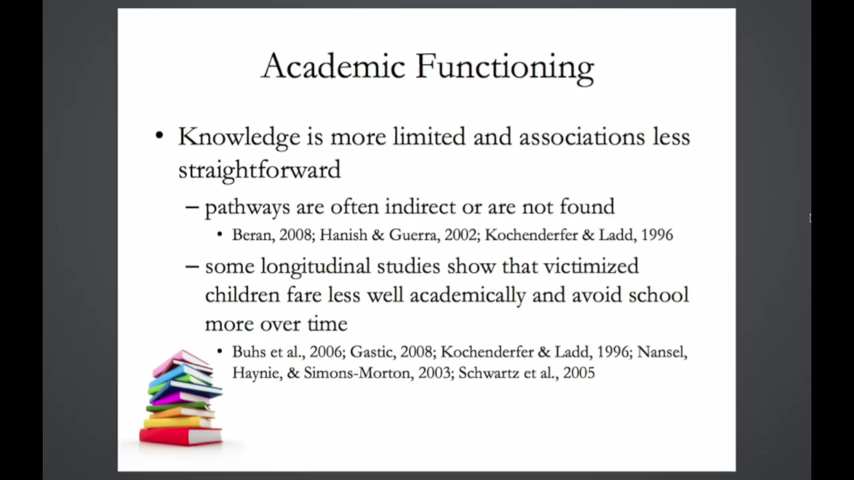 Academic Functioning
• Knowledge is more limited and associations less
straightforward
– pathways are often indirect or are not found
• Beran, 2008; Hanish & Guerra, 2002; Kochenderfer & Ladd, 1996
– some longitudinal studies show that victimized
children fare less well academically and avoid school
more over time
• Buhs et al., 2006; Gastic, 2008; Kochenderfer & Ladd, 1996; Nansel,
Haynie, & Simons-Morton, 2003; Schwartz et al., 2005